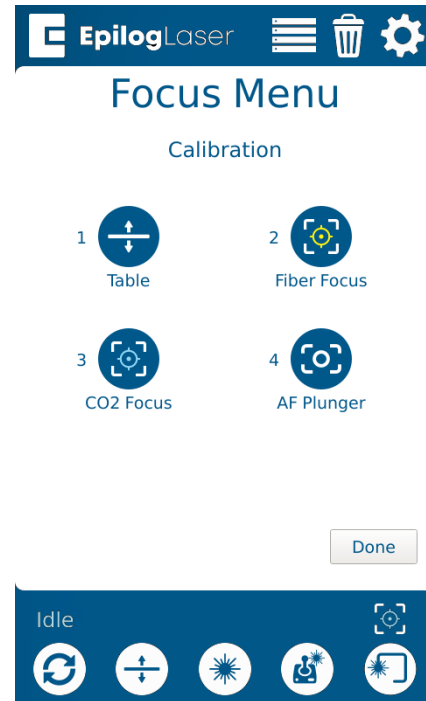 EpilogLaser
Focus Menu
Calibration
1
Table
2
Fiber Focus
3
CO2 Focus
4
AF Plunger
Done
Idle